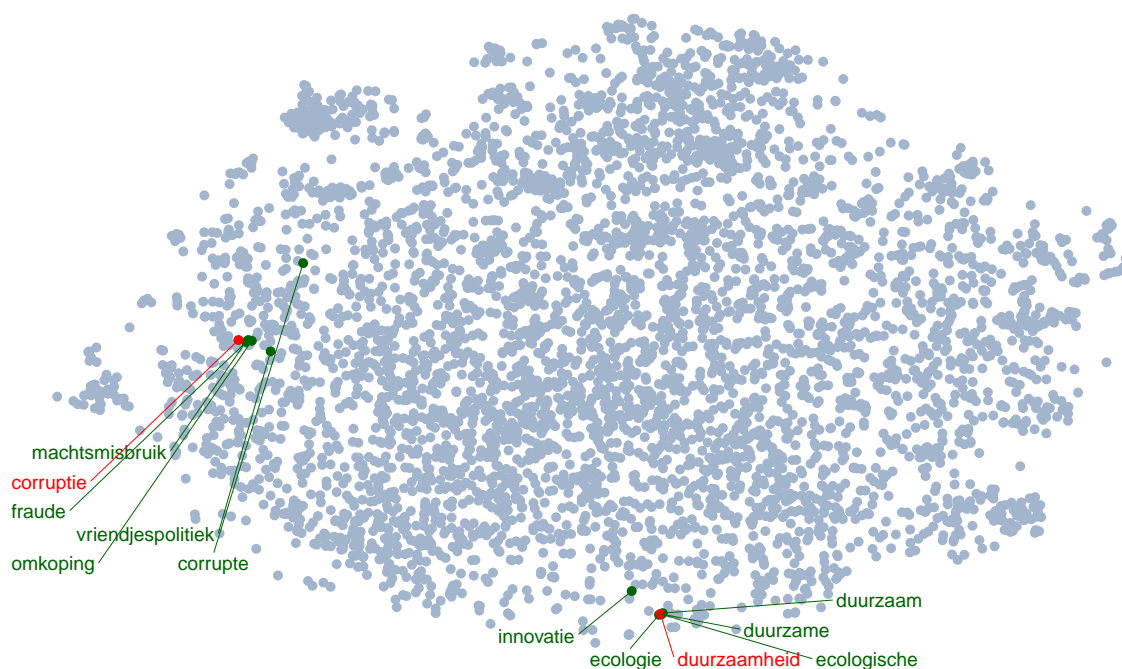 machtsmisbruik
corruptie
fraude
vriendjespolitiek
omkoping
corrupte
duurzaam
innovatie
duurzame
ecologie
duurzaamheid
ecologische